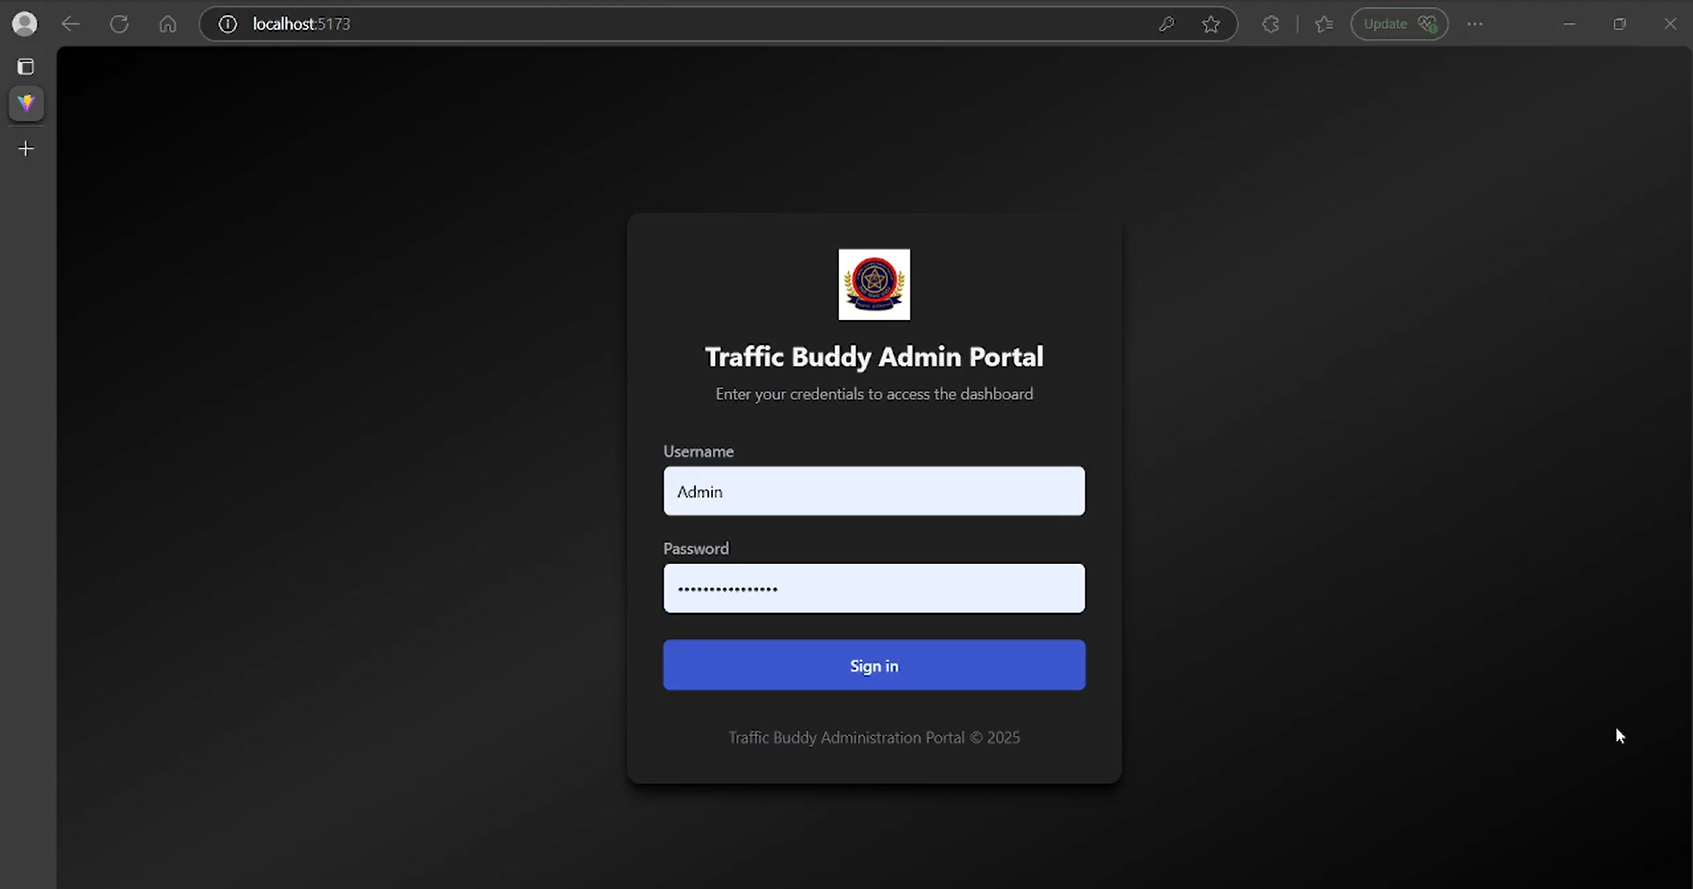 localhost:5173
Update
Traffic Buddy Admin Portal
Enter your credentials to access the dashboard
Username
Admin
Password
••••••••••••••••
Sign in
Traffic Buddy Administration Portal © 2025